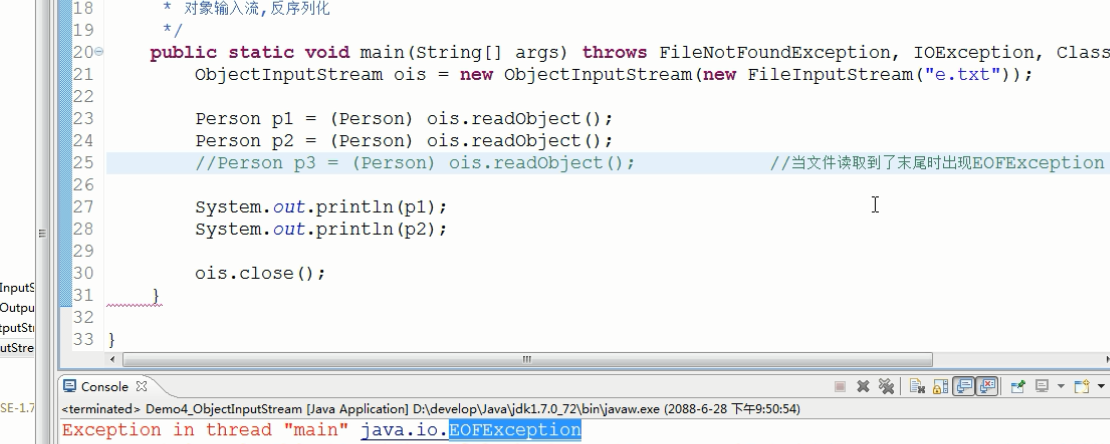 18 * 对象输入流,反序列化
19 */
20 public static void main(String[] args) throws FileNotFoundException, IOException, Class
21 ObjectInputStream ois = new ObjectInputStream(new FileInputStream("e.txt"));
22
23 Person p1 = (Person) ois.readObject();
24 Person p2 = (Person) ois.readObject();
25 //Person p3 = (Person) ois.readObject(); //当文件读取到了末尾时出现EOFException
26
27 System.out.println(p1);
28 System.out.println(p2);
29
30 ois.close();
31 }
32
33 }
InputS
Outpu
tputStr
utStre
SE-1.7
Console
<terminated> Demo4_ObjectInputStream [Java Application] D:\develop\Java\jdk1.7.0_72\bin\javaw.exe (2088-6-28 下午9:50:54)
Exception in thread "main" java.io.EOFException